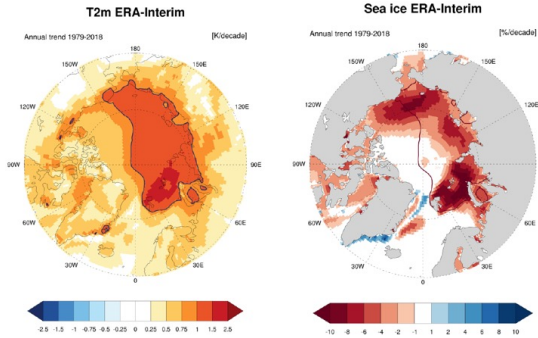 T2m ERA-Interim
Annual trend 1979-2018 [K/decade]
180
150W 150E
120W 120E
90W 90E
60W 60E
30W 30E
0
-2.5 -1.5 -1 -0.75 -0.5 -0.25 0 0.25 0.5 0.75 1 1.5 2.5
Sea ice ERA-Interim
Annual trend 1979-2018 [%/decade]
180
150W 150E
120W 120E
90W 90E
60W 60E
30W 30E
0
-10 -8 -6 -4 -2 -1 1 2 4 6 8 10